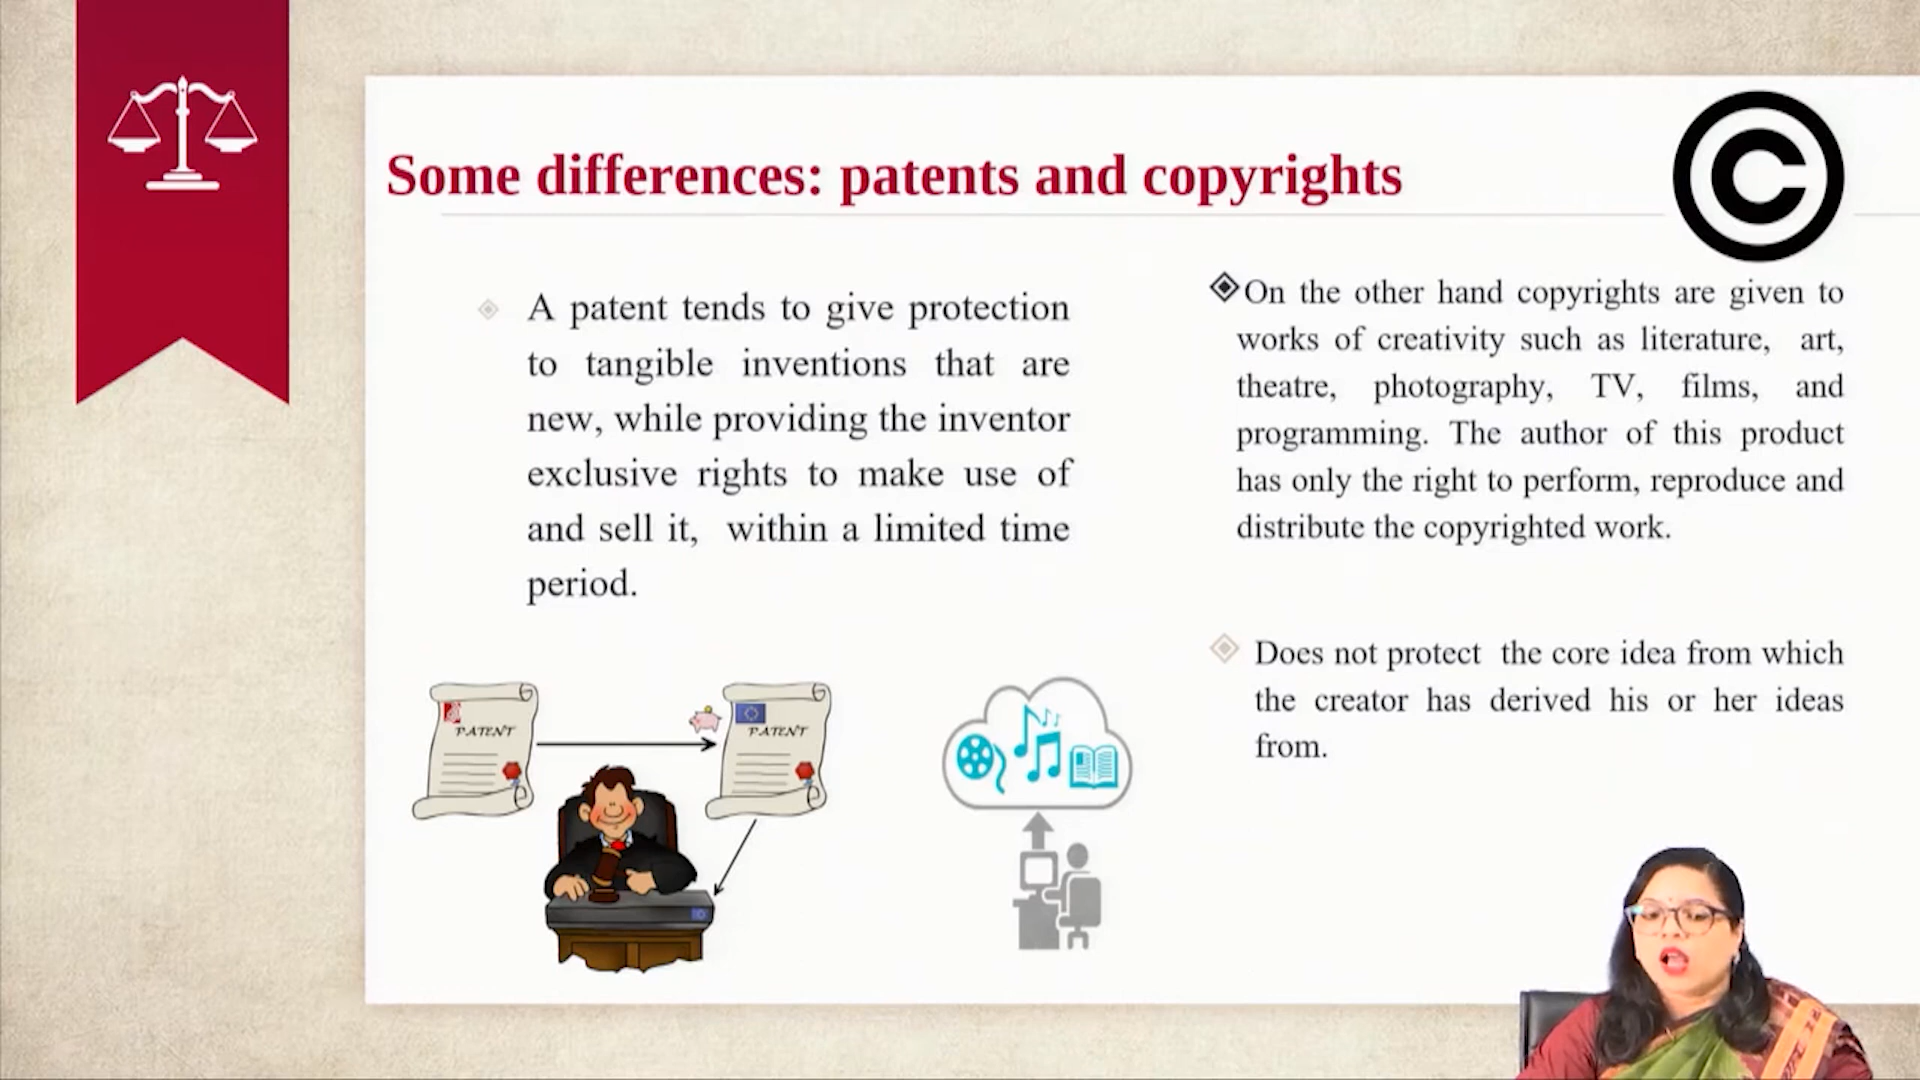 Some differences: patents and copyrights
A patent tends to give protection
to tangible inventions that are
new, while providing the inventor
exclusive rights to make use of
and sell it, within a limited time
period.
On the other hand copyrights are given to
works of creativity such as literature, art,
theatre, photography, TV, films, and
programming. The author of this product
has only the right to perform, reproduce and
distribute the copyrighted work.
Does not protect the core idea from which
the creator has derived his or her ideas
from.
PATENT
PATENT